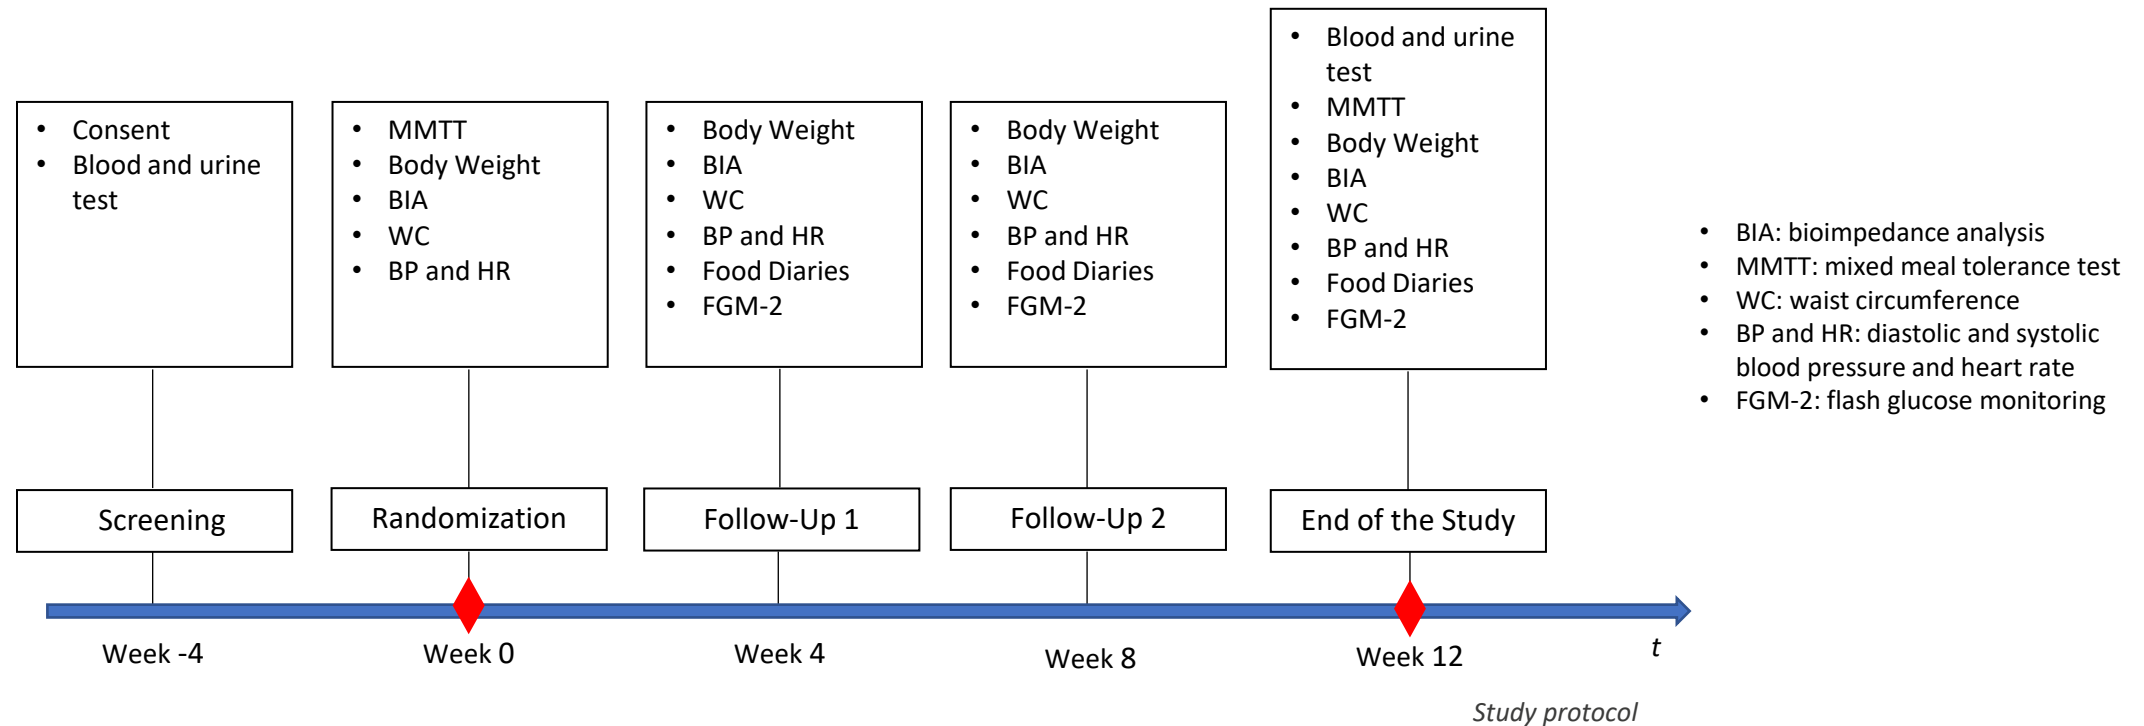 • Consent
• Blood and urine
test
• MMTT
• Body Weight
• BIA
• WC
• BP and HR
• Body Weight
• BIA
• WC
• BP and HR
• Food Diaries
• FGM-2
• Body Weight
• BIA
• WC
• BP and HR
• Food Diaries
• FGM-2
• Blood and urine
test
• MMTT
• Body Weight
• BIA
• WC
• BP and HR
• Food Diaries
• FGM-2
• BIA: bioimpedance analysis
• MMTT: mixed meal tolerance test
• WC: waist circumference
• BP and HR: diastolic and systolic
blood pressure and heart rate
• FGM-2: flash glucose monitoring
Screening
Randomization
Follow-Up 1
Follow-Up 2
End of the Study
Week -4
Week 0
Week 4
Week 8
Week 12
t
Study protocol